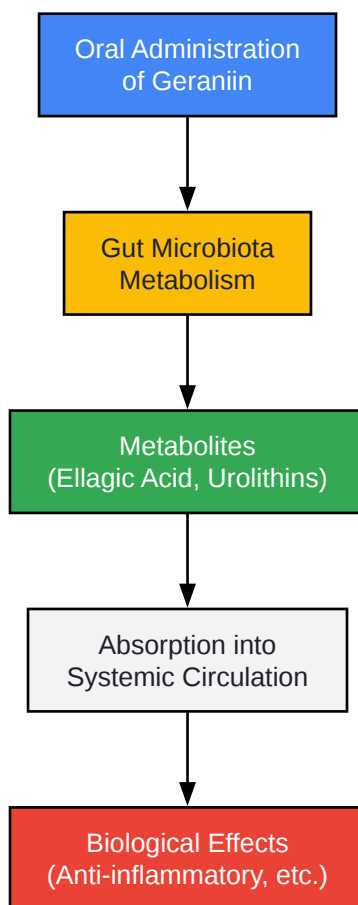 Oral Administration
of Geraniin
Gut Microbiota
Metabolism
Metabolites
(Ellagic Acid, Urolithins)
Absorption into
Systemic Circulation
Biological Effects
(Anti-inflammatory, etc.)